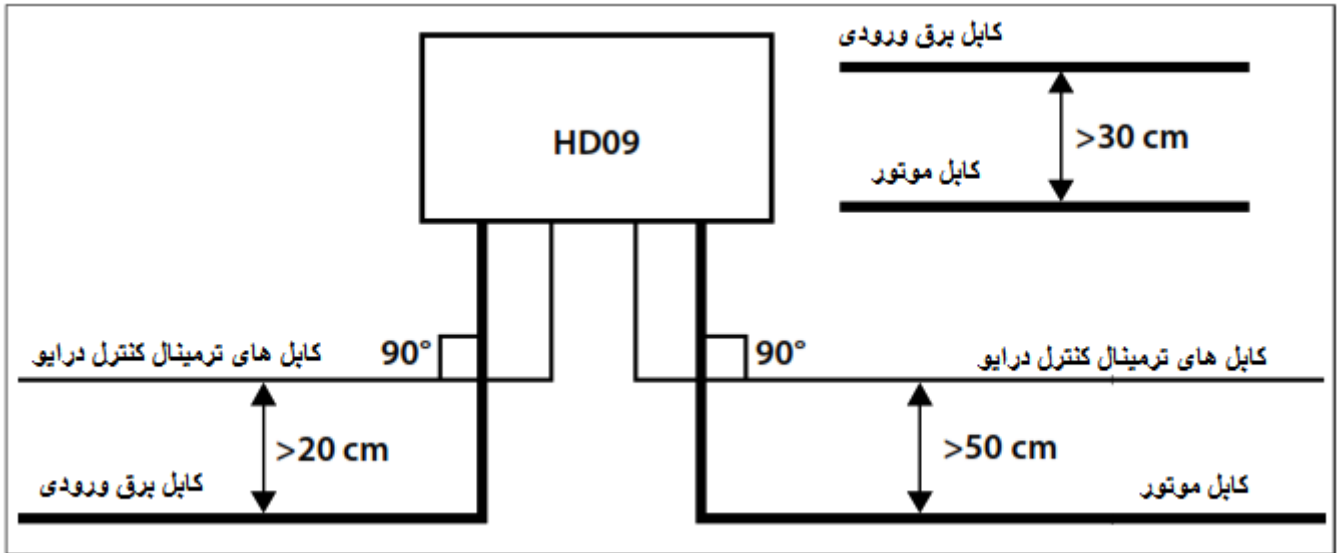 کابل برق ورودی
HD09
>30 cm
کابل موتور
کابل های ترمینال کنترل درایو
90°
90°
کابل های ترمینال کنترل درایو
>20 cm
>50 cm
کابل برق ورودی
کابل موتور